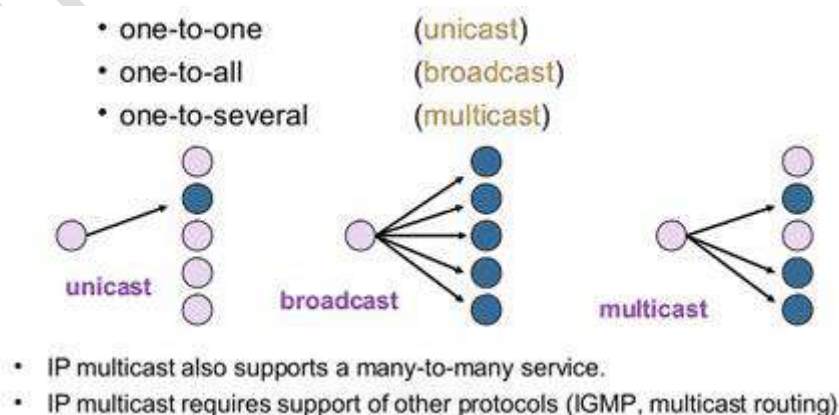 • one-to-one (unicast)
• one-to-all (broadcast)
• one-to-several (multicast)
unicast
broadcast
multicast
• IP multicast also supports a many-to-many service.
• IP multicast requires support of other protocols (IGMP, multicast routing)